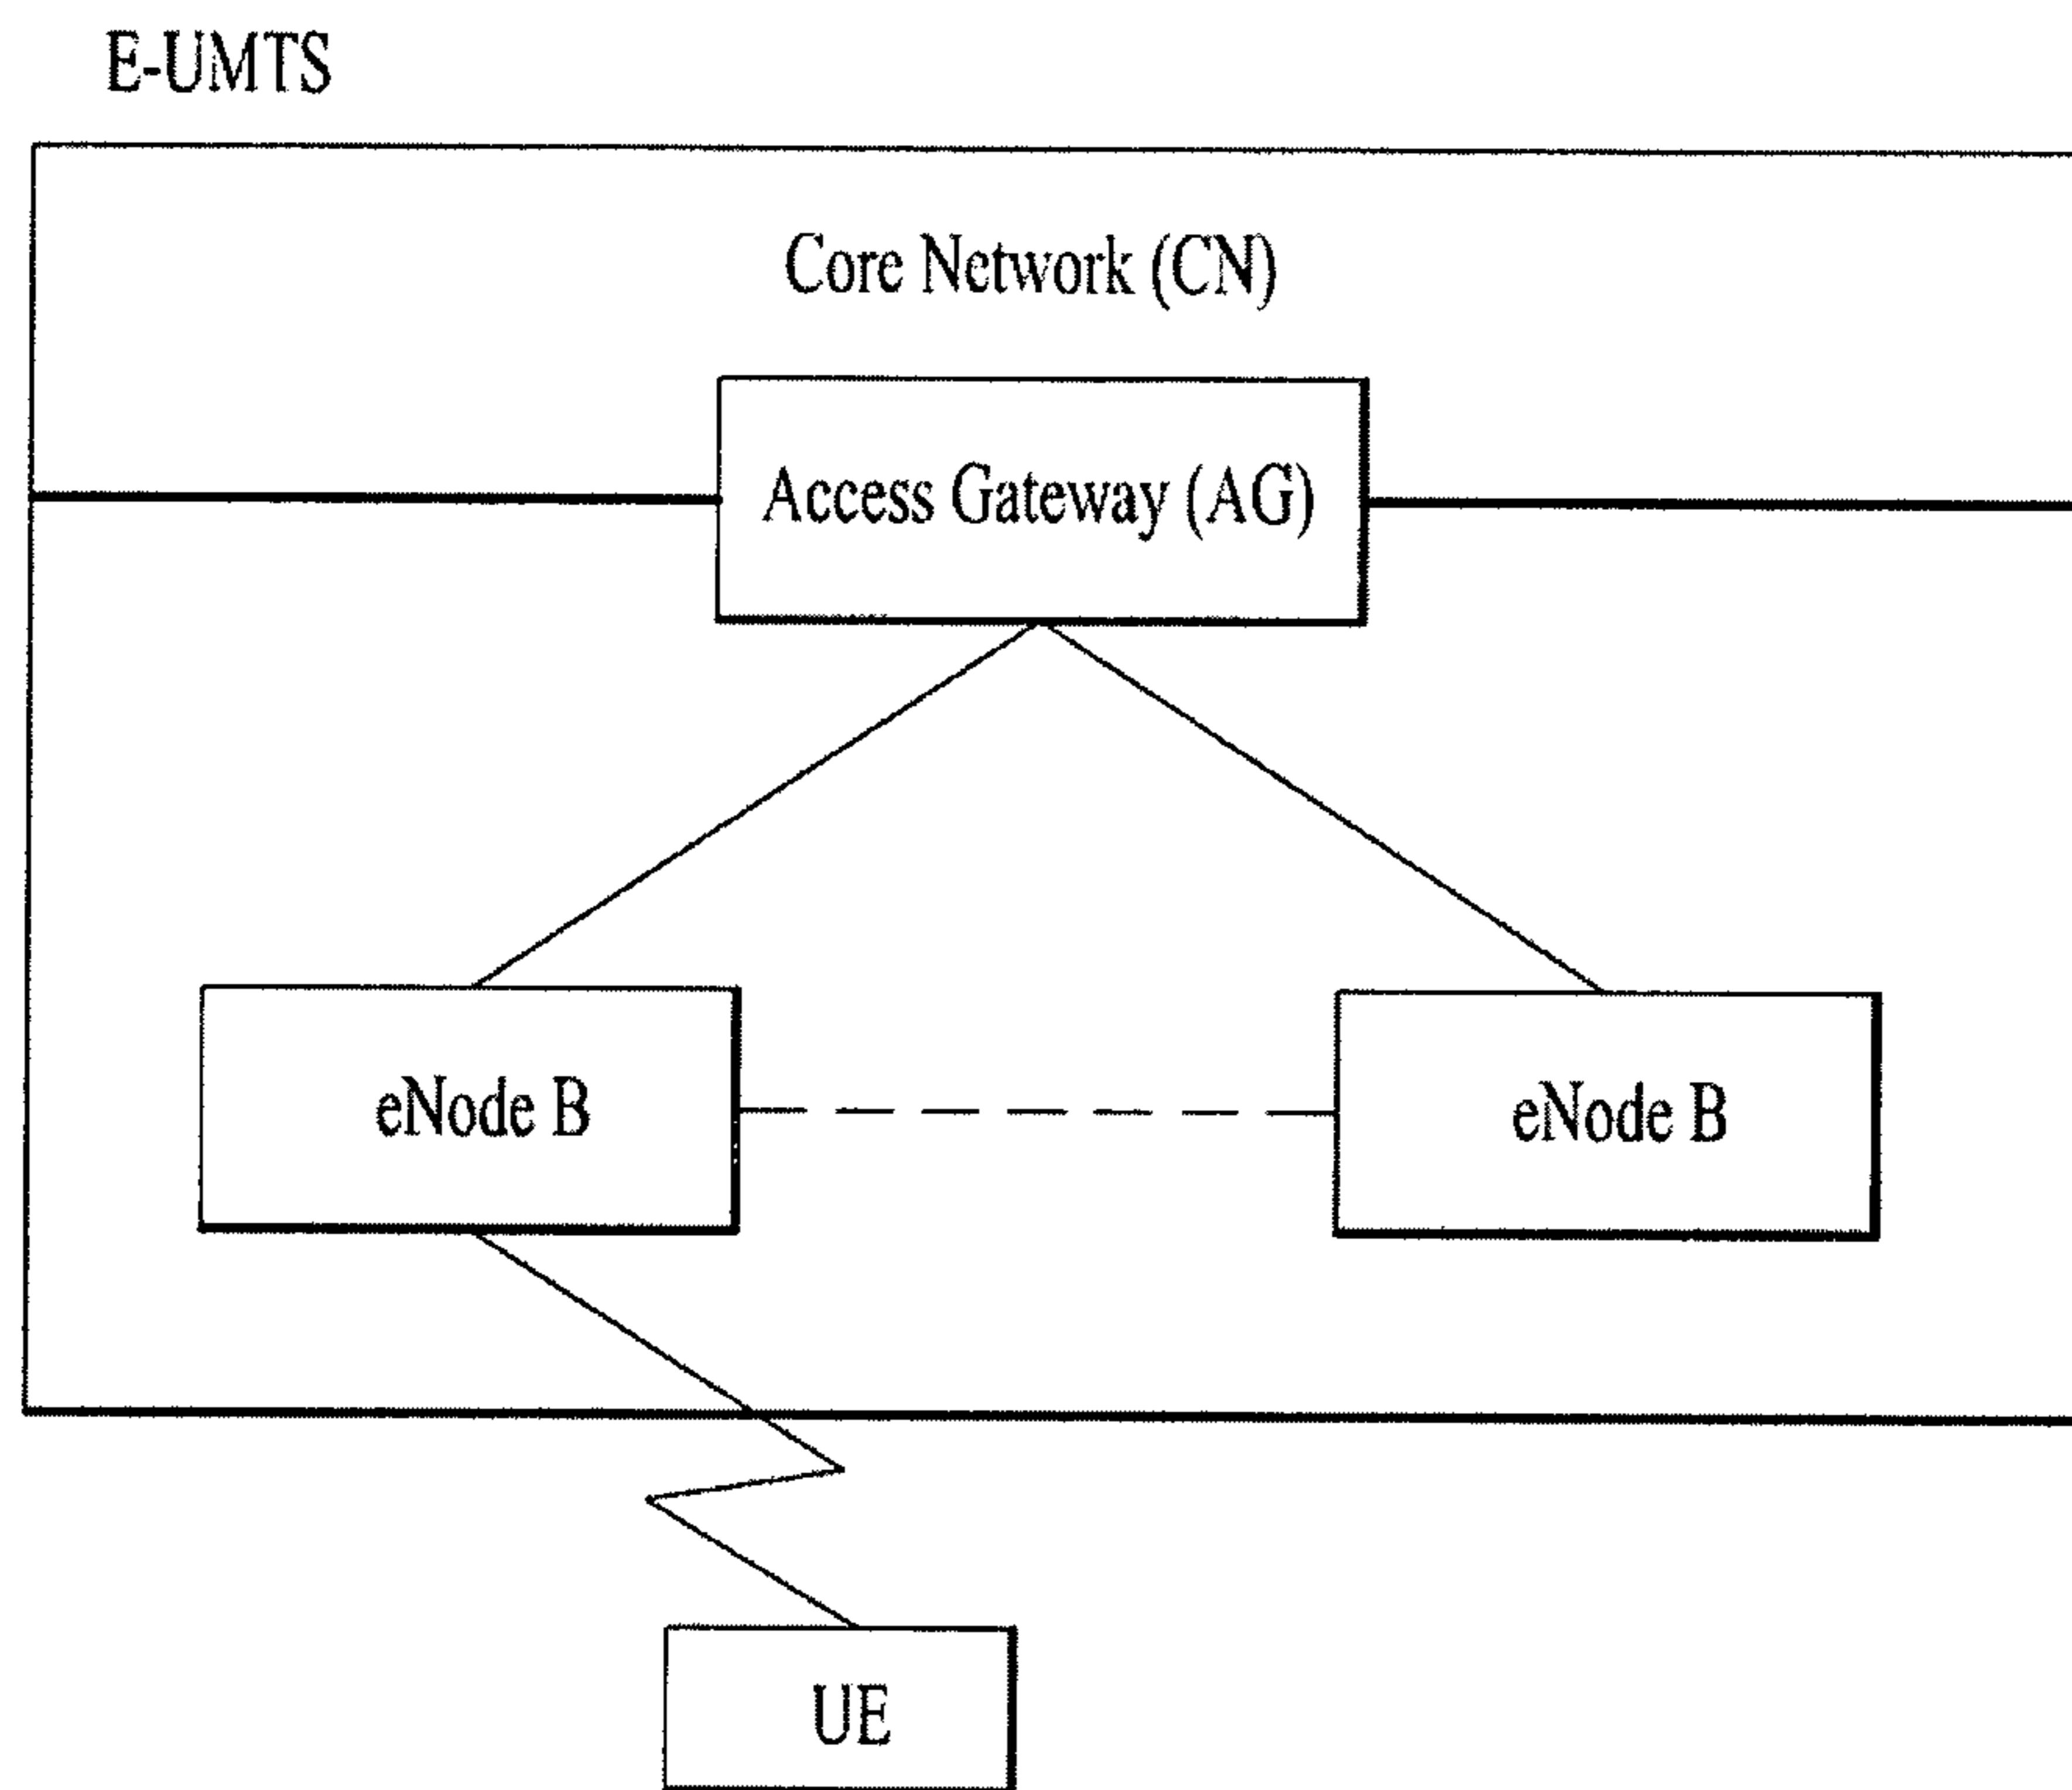 E-UMTS
Core Network (CN)
Access Gateway (AG)
eNode B
eNode B
UE